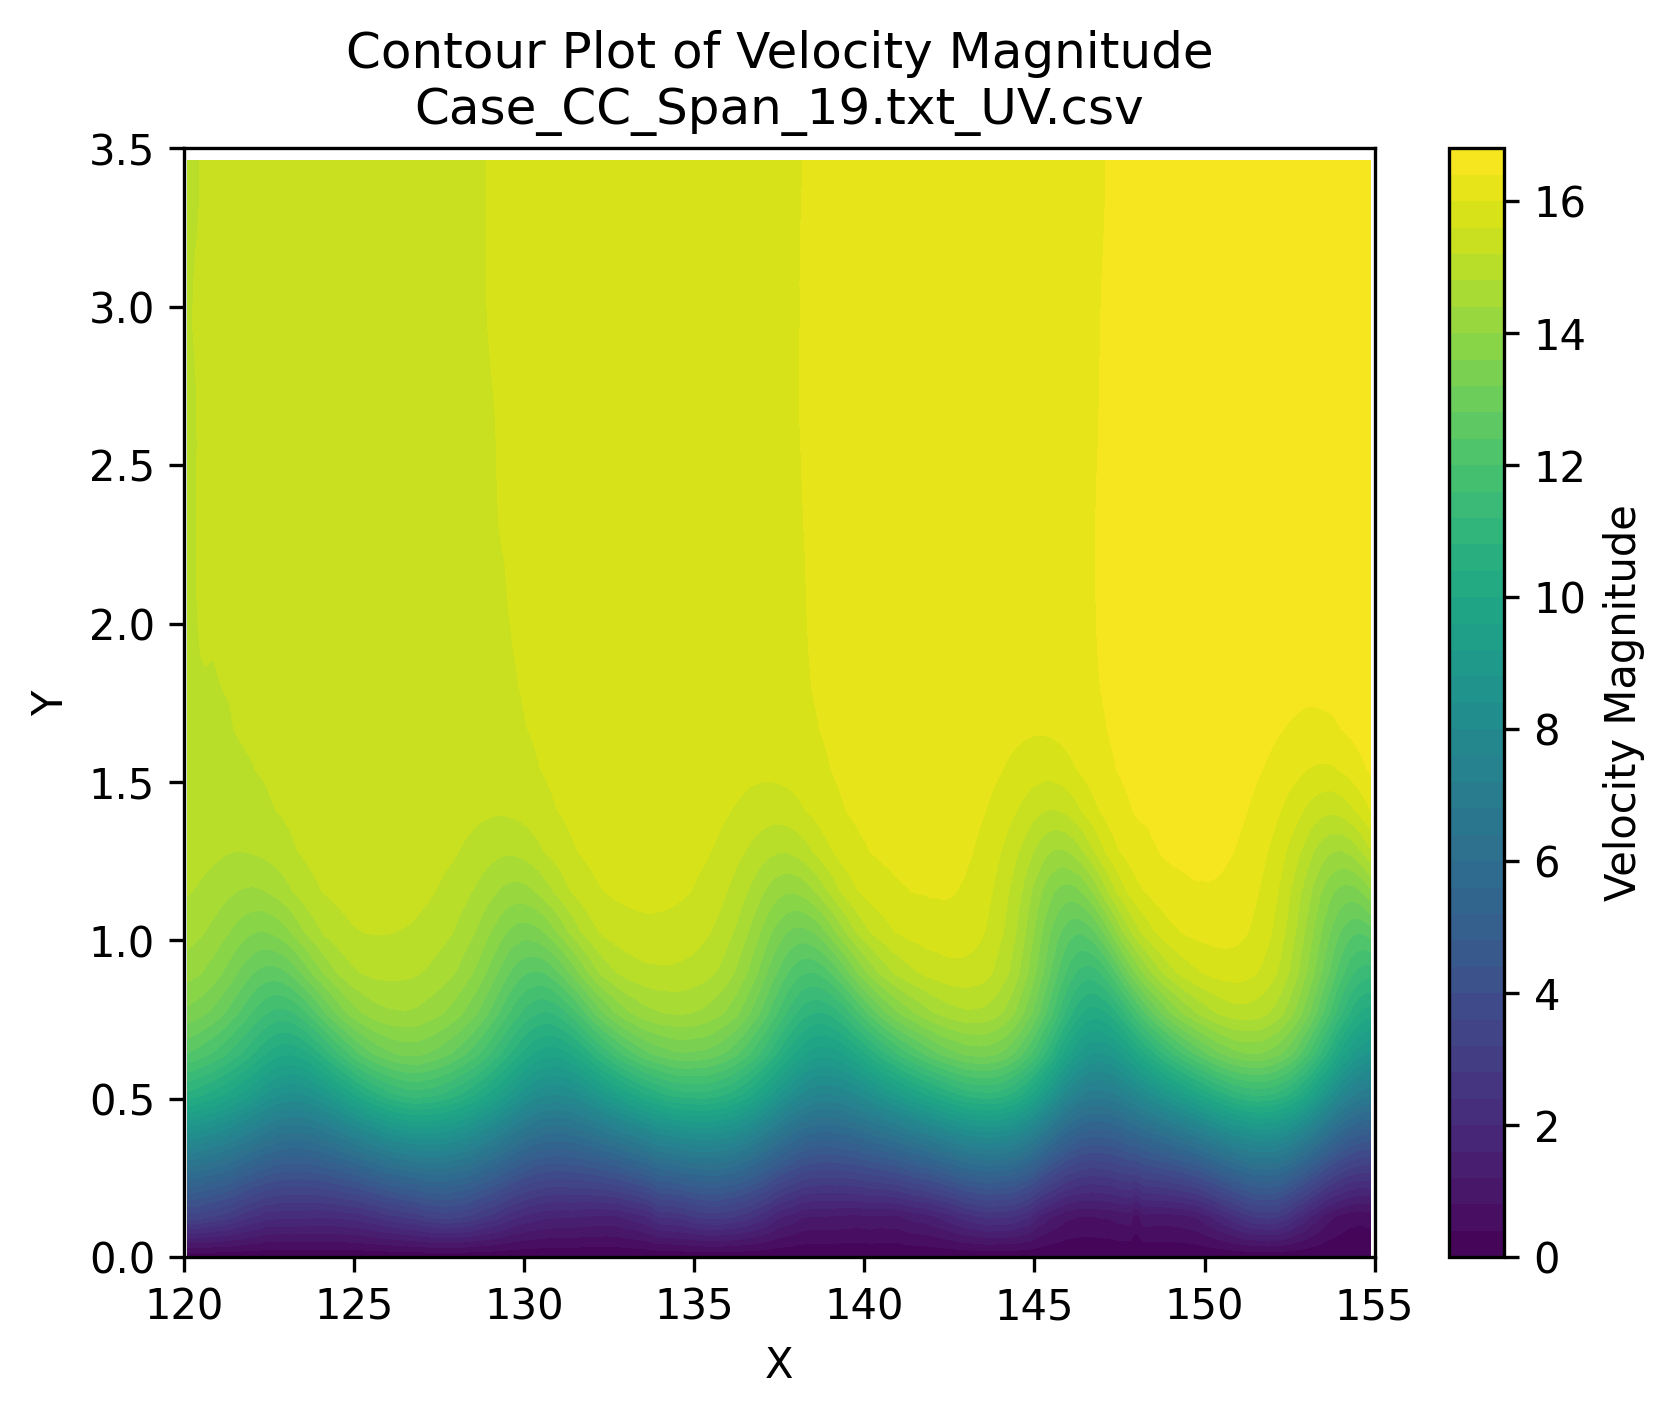 Contour Plot of Velocity Magnitude
Case_CC_Span_19.txt_UV.csv
3.5
3.0
2.5
2.0
1.5
1.0
0.5
0.0
Y
120 125 130 135 140 145 150 155
X
16
14
12
10
8
6
4
2
0
Velocity Magnitude